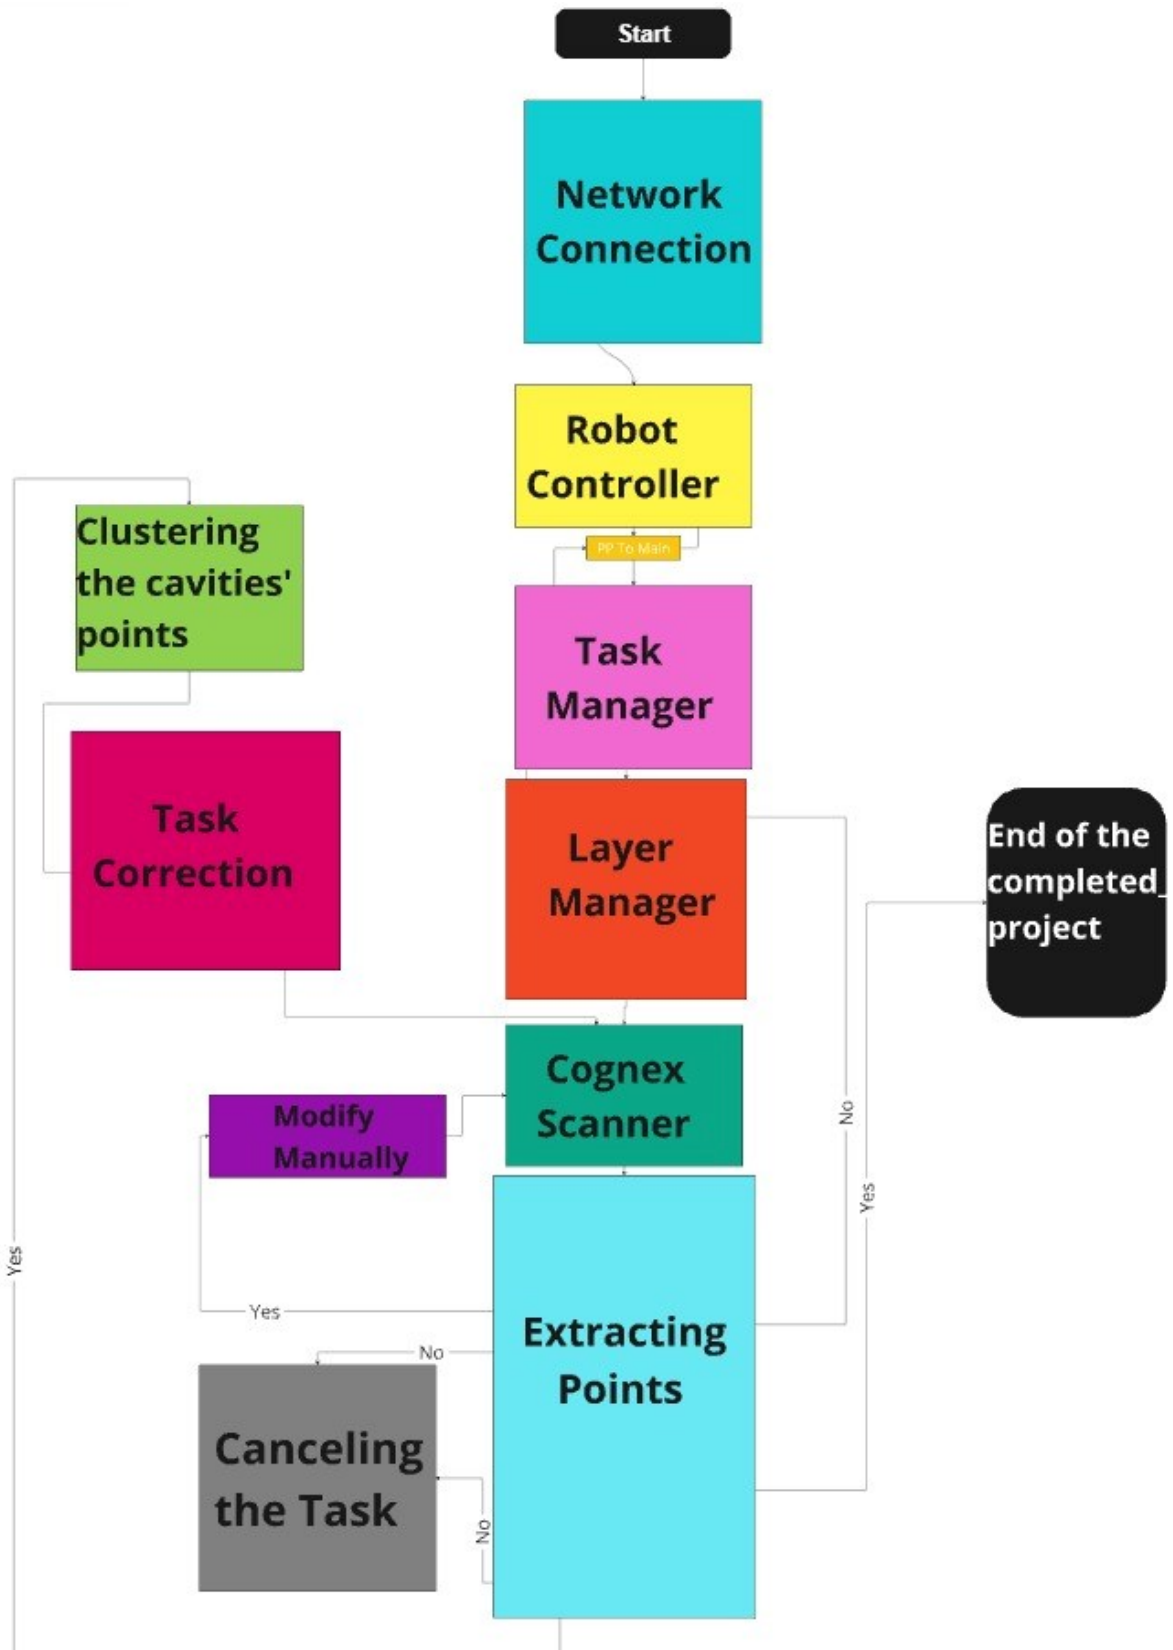 Start
Network
Connection
Robot
Controller
PP To Main
Clustering
the cavities'
points
Task
Manager
Task
Correction
Layer
Manager
End of the
completed_
project
Cognex
Scanner
Modify
Manually
No
Yes
Yes
Yes
No
Extracting
Points
Canceling
the Task
No